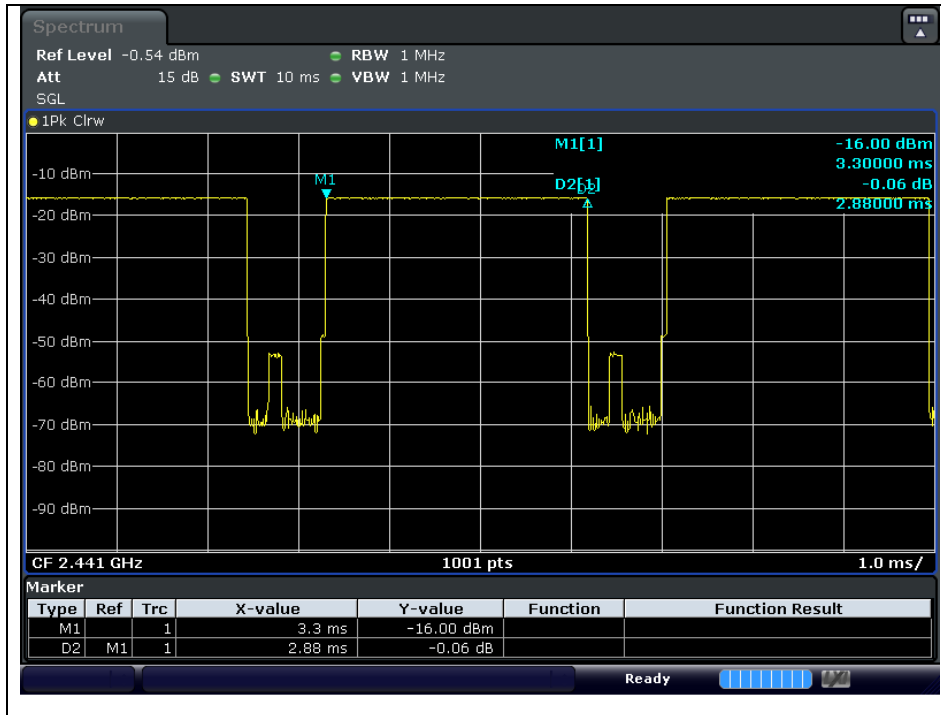 Spectrum
Ref Level -0.54 dBm RBW 1 MHz
Att 15 dB SWT 10 ms VBW 1 MHz
SGL
1Pk Clrw
M1[1] -16.00 dBm
3.30000 ms
D2[1] -0.06 dB
2.88000 ms
M1
D2
-10 dBm
-20 dBm
-30 dBm
-40 dBm
-50 dBm
-60 dBm
-70 dBm
-80 dBm
-90 dBm
CF 2.441 GHz 1001 pts 1.0 ms/
Marker
Type Ref Trc X-value Y-value Function Function Result
M1 1 3.3 ms -16.00 dBm
D2 M1 1 2.88 ms -0.06 dB
Ready